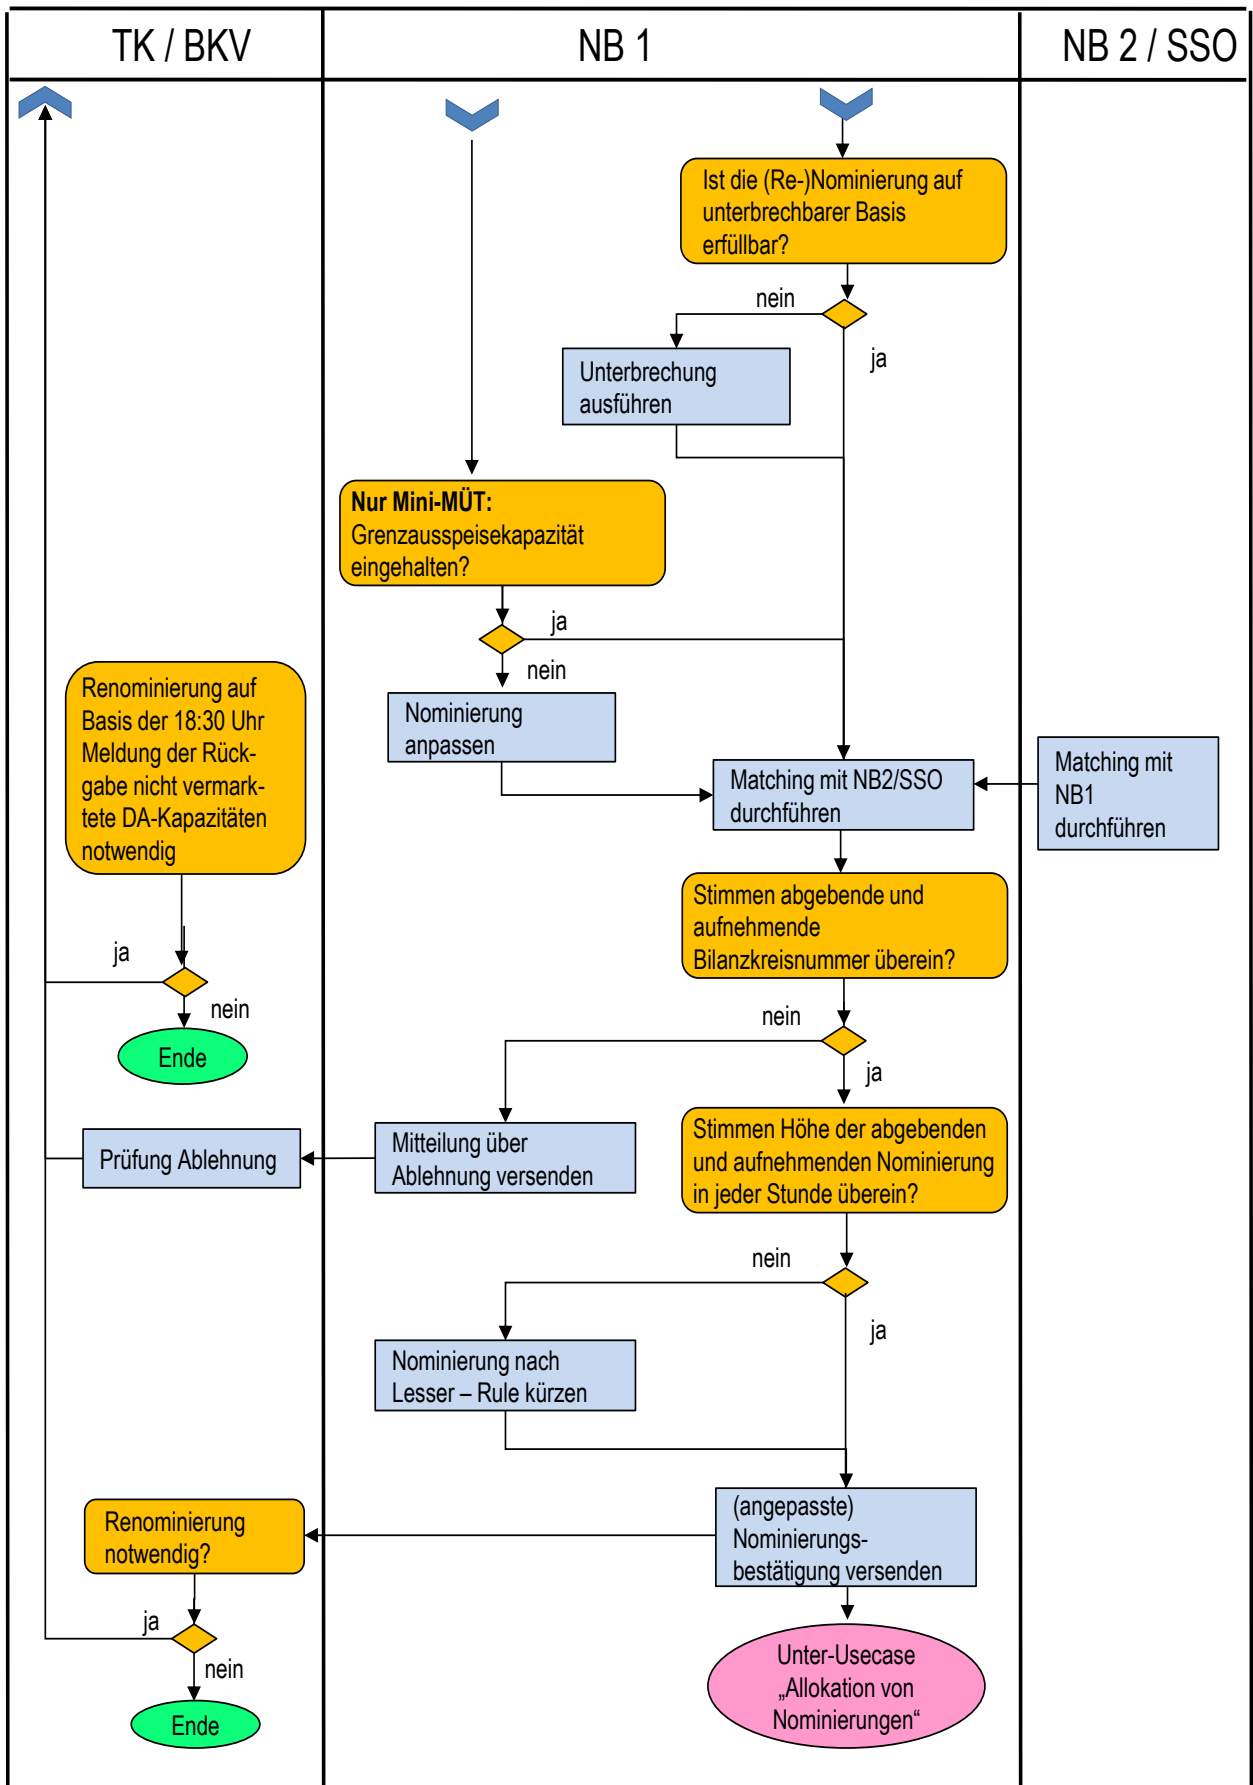 TK / BKV
NB 1
NB 2 / SSO
Ist die (Re-)Nominierung auf
unterbrechbarer Basis
erfüllbar?
nein
ja
Unterbrechung
ausführen
Nur Mini-MÜT:
Grenzausspeisekapazität
eingehalten?
ja
nein
Nominierung
anpassen
Renominierung auf
Basis der 18:30 Uhr
Meldung der Rück-
gabe nicht vermark-
tete DA-Kapazitäten
notwendig
ja
nein
Ende
Matching mit NB2/SSO
durchführen
Matching mit
NB1
durchführen
Stimmen abgebende und
aufnehmende
Bilanzkreisnummer überein?
nein
ja
Prüfung Ablehnung
Mitteilung über
Ablehnung versenden
Stimmen Höhe der abgebenden
und aufnehmenden Nominierung
in jeder Stunde überein?
nein
ja
Nominierung nach
Lesser – Rule kürzen
Renominierung
notwendig?
(angepasste)
Nominierungs-
bestätigung versenden
ja
nein
Ende
Unter-Usecase
„Allokation von
Nominierungen“